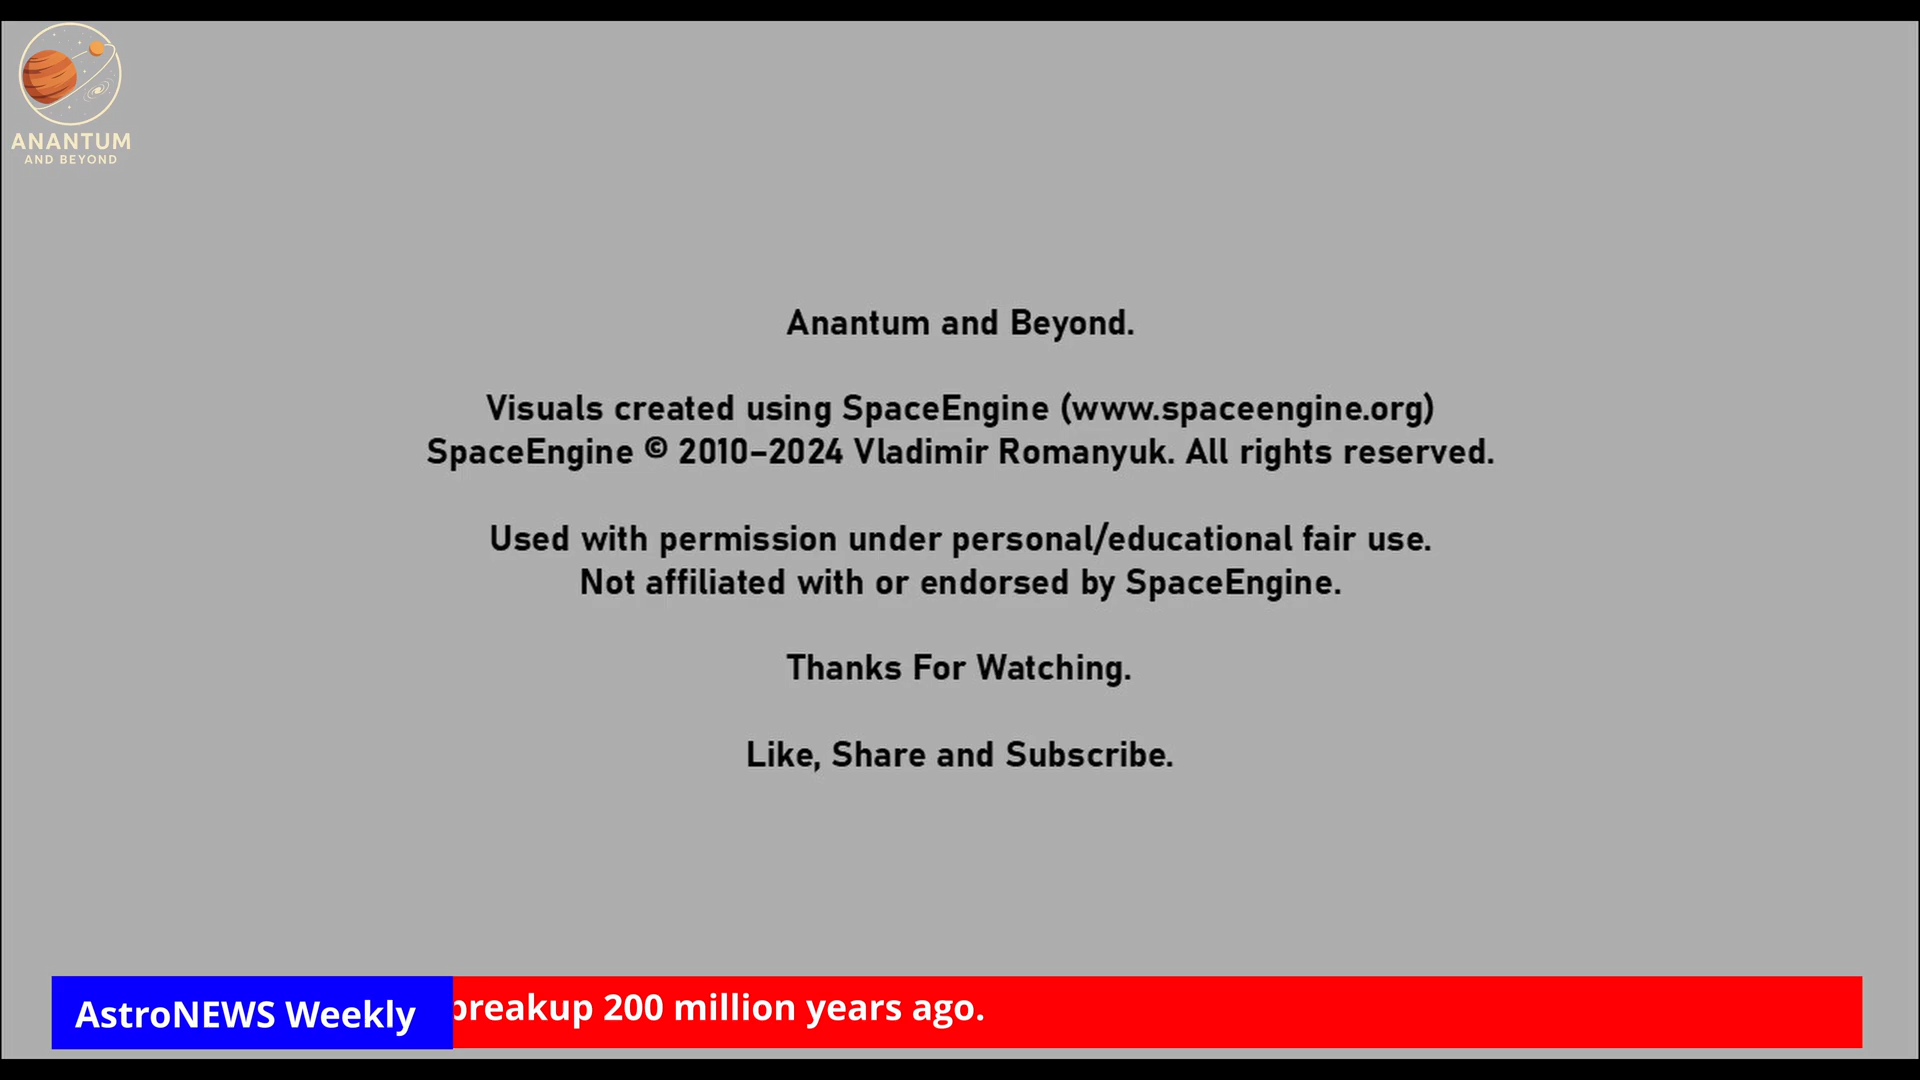 ANANTUM
AND BEYOND
Anantum and Beyond.
Visuals created using SpaceEngine (www.spaceengine.org)
SpaceEngine © 2010–2024 Vladimir Romanyuk. All rights reserved.
Used with permission under personal/educational fair use.
Not affiliated with or endorsed by SpaceEngine.
Thanks For Watching.
Like, Share and Subscribe.
AstroNEWS Weekly
breakup 200 million years ago.